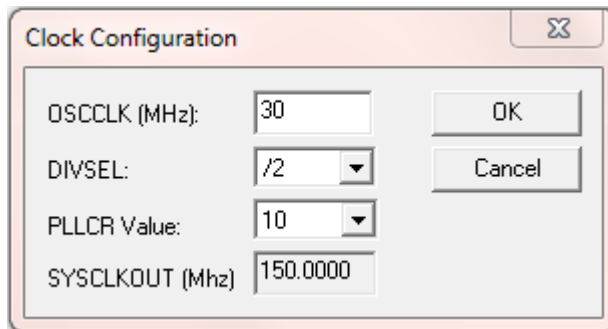 Clock Configuration
OSCCLK (MHz): 30 OK
DIVSEL: /2 Cancel
PLLCR Value: 10
SYSCLKOUT (Mhz) 150.0000